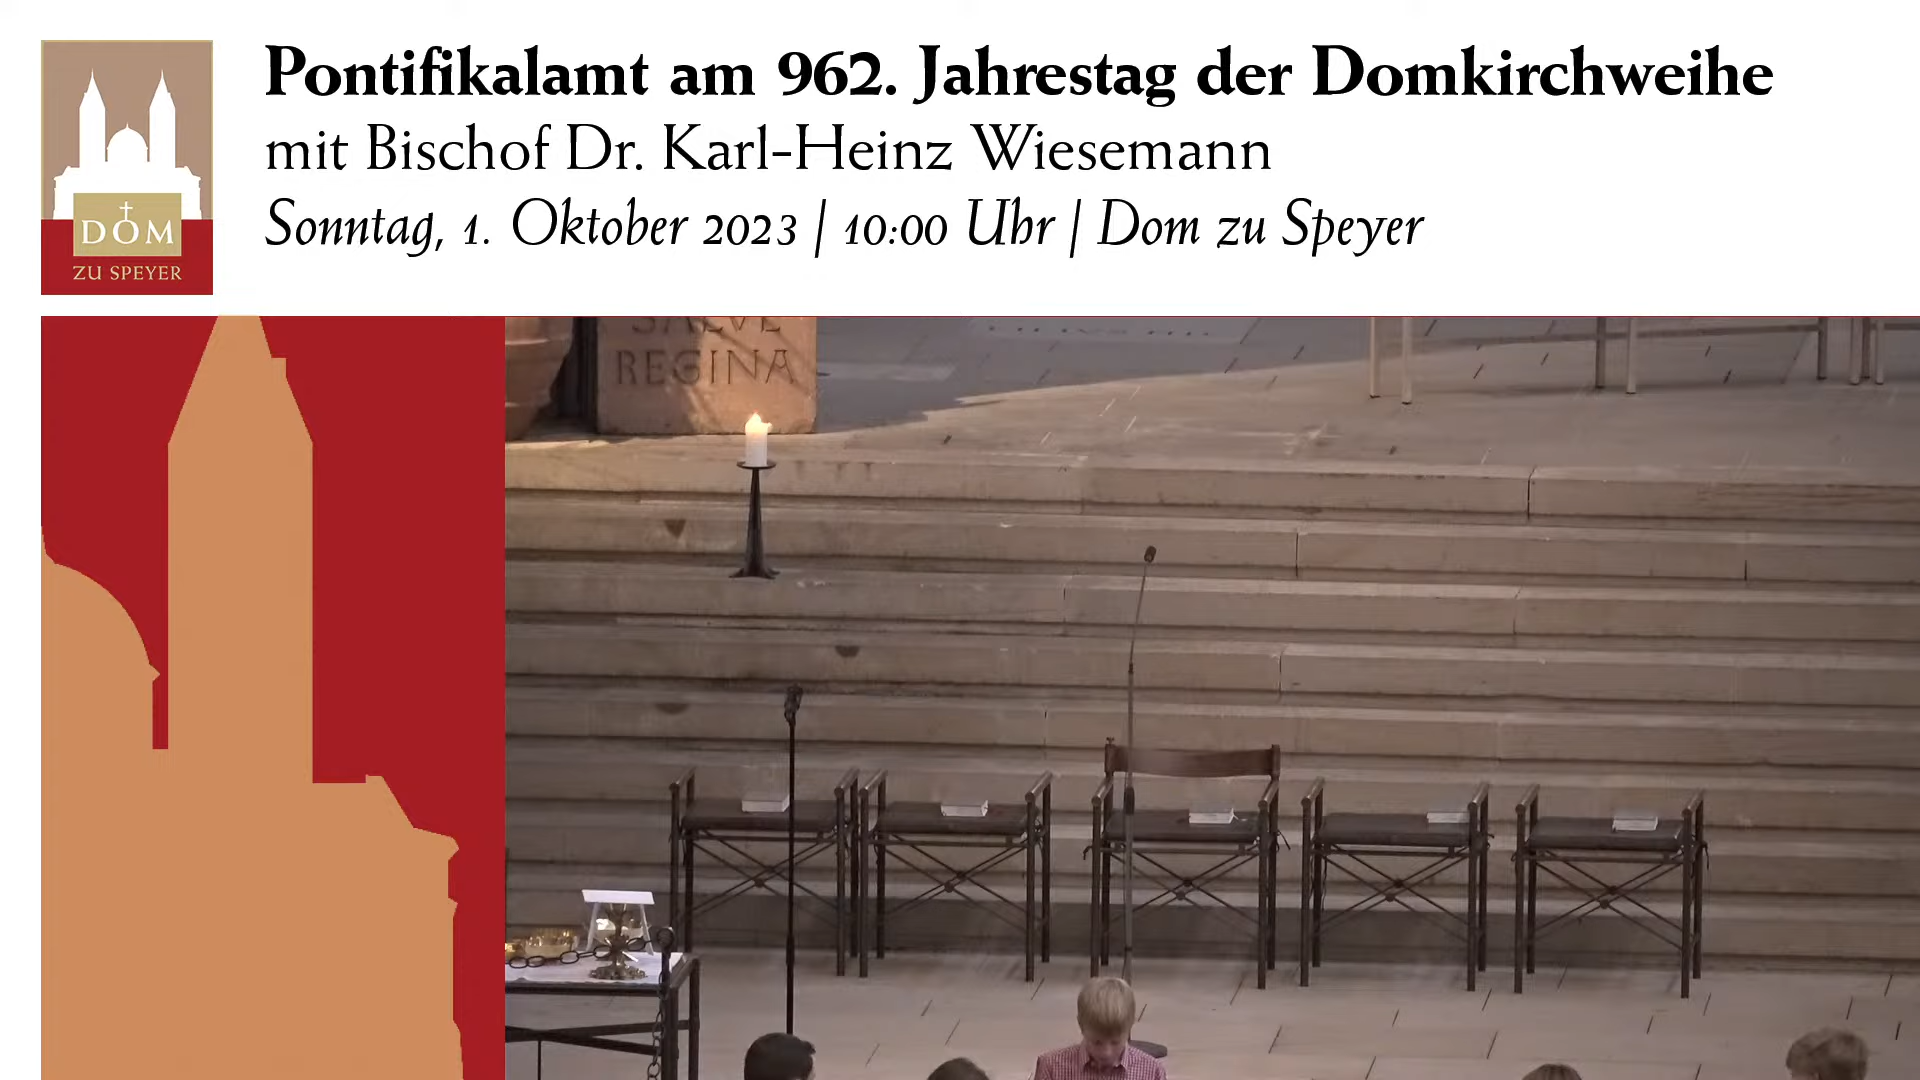 Pontifikalamt am 962. Jahrestag der Domkirchweihe
mit Bischof Dr. Karl-Heinz Wiesemann
Sonntag, 1. Oktober 2023 | 10:00 Uhr | Dom zu Speyer
DOM
ZU SPEYER
SALVE
REGINA